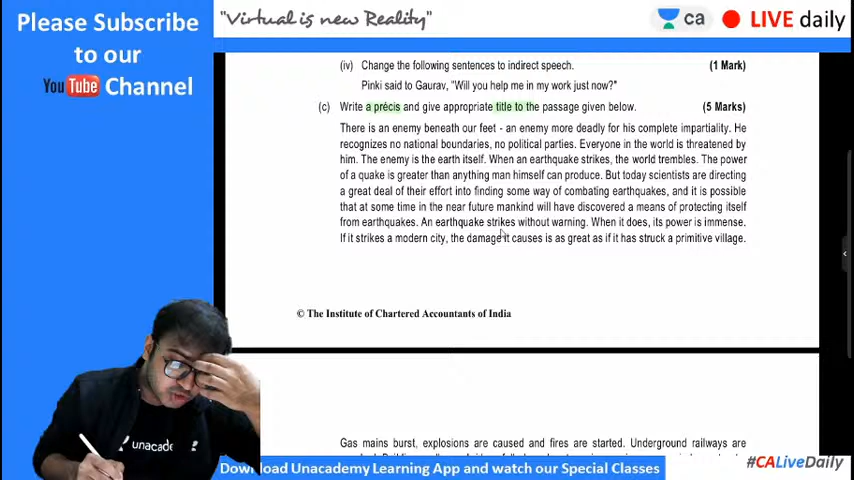 Please Subscribe
to our
YouTube Channel
"Virtual is new Reality"
ca LIVE daily
(iv) Change the following sentences to indirect speech. (1 Mark)
Pinki said to Gaurav, "Will you help me in my work just now?"
(c) Write a précis and give appropriate title to the passage given below. (5 Marks)
There is an enemy beneath our feet - an enemy more deadly for his complete impartiality. He
recognizes no national boundaries, no political parties. Everyone in the world is threatened by
him. The enemy is the earth itself. When an earthquake strikes, the world trembles. The power
of a quake is greater than anything man himself can produce. But today scientists are directing
a great deal of their effort into finding some way of combating earthquakes, and it is possible
that at some time in the near future mankind will have discovered a means of protecting itself
from earthquakes. An earthquake strikes without warning. When it does, its power is immense.
If it strikes a modern city, the damage it causes is as great as if it has struck a primitive village.
© The Institute of Chartered Accountants of India
unacade
Gas mains burst, explosions are caused and fires are started. Underground railways are
Download Unacademy Learning App and watch our Special Classes
#CALiveDaily